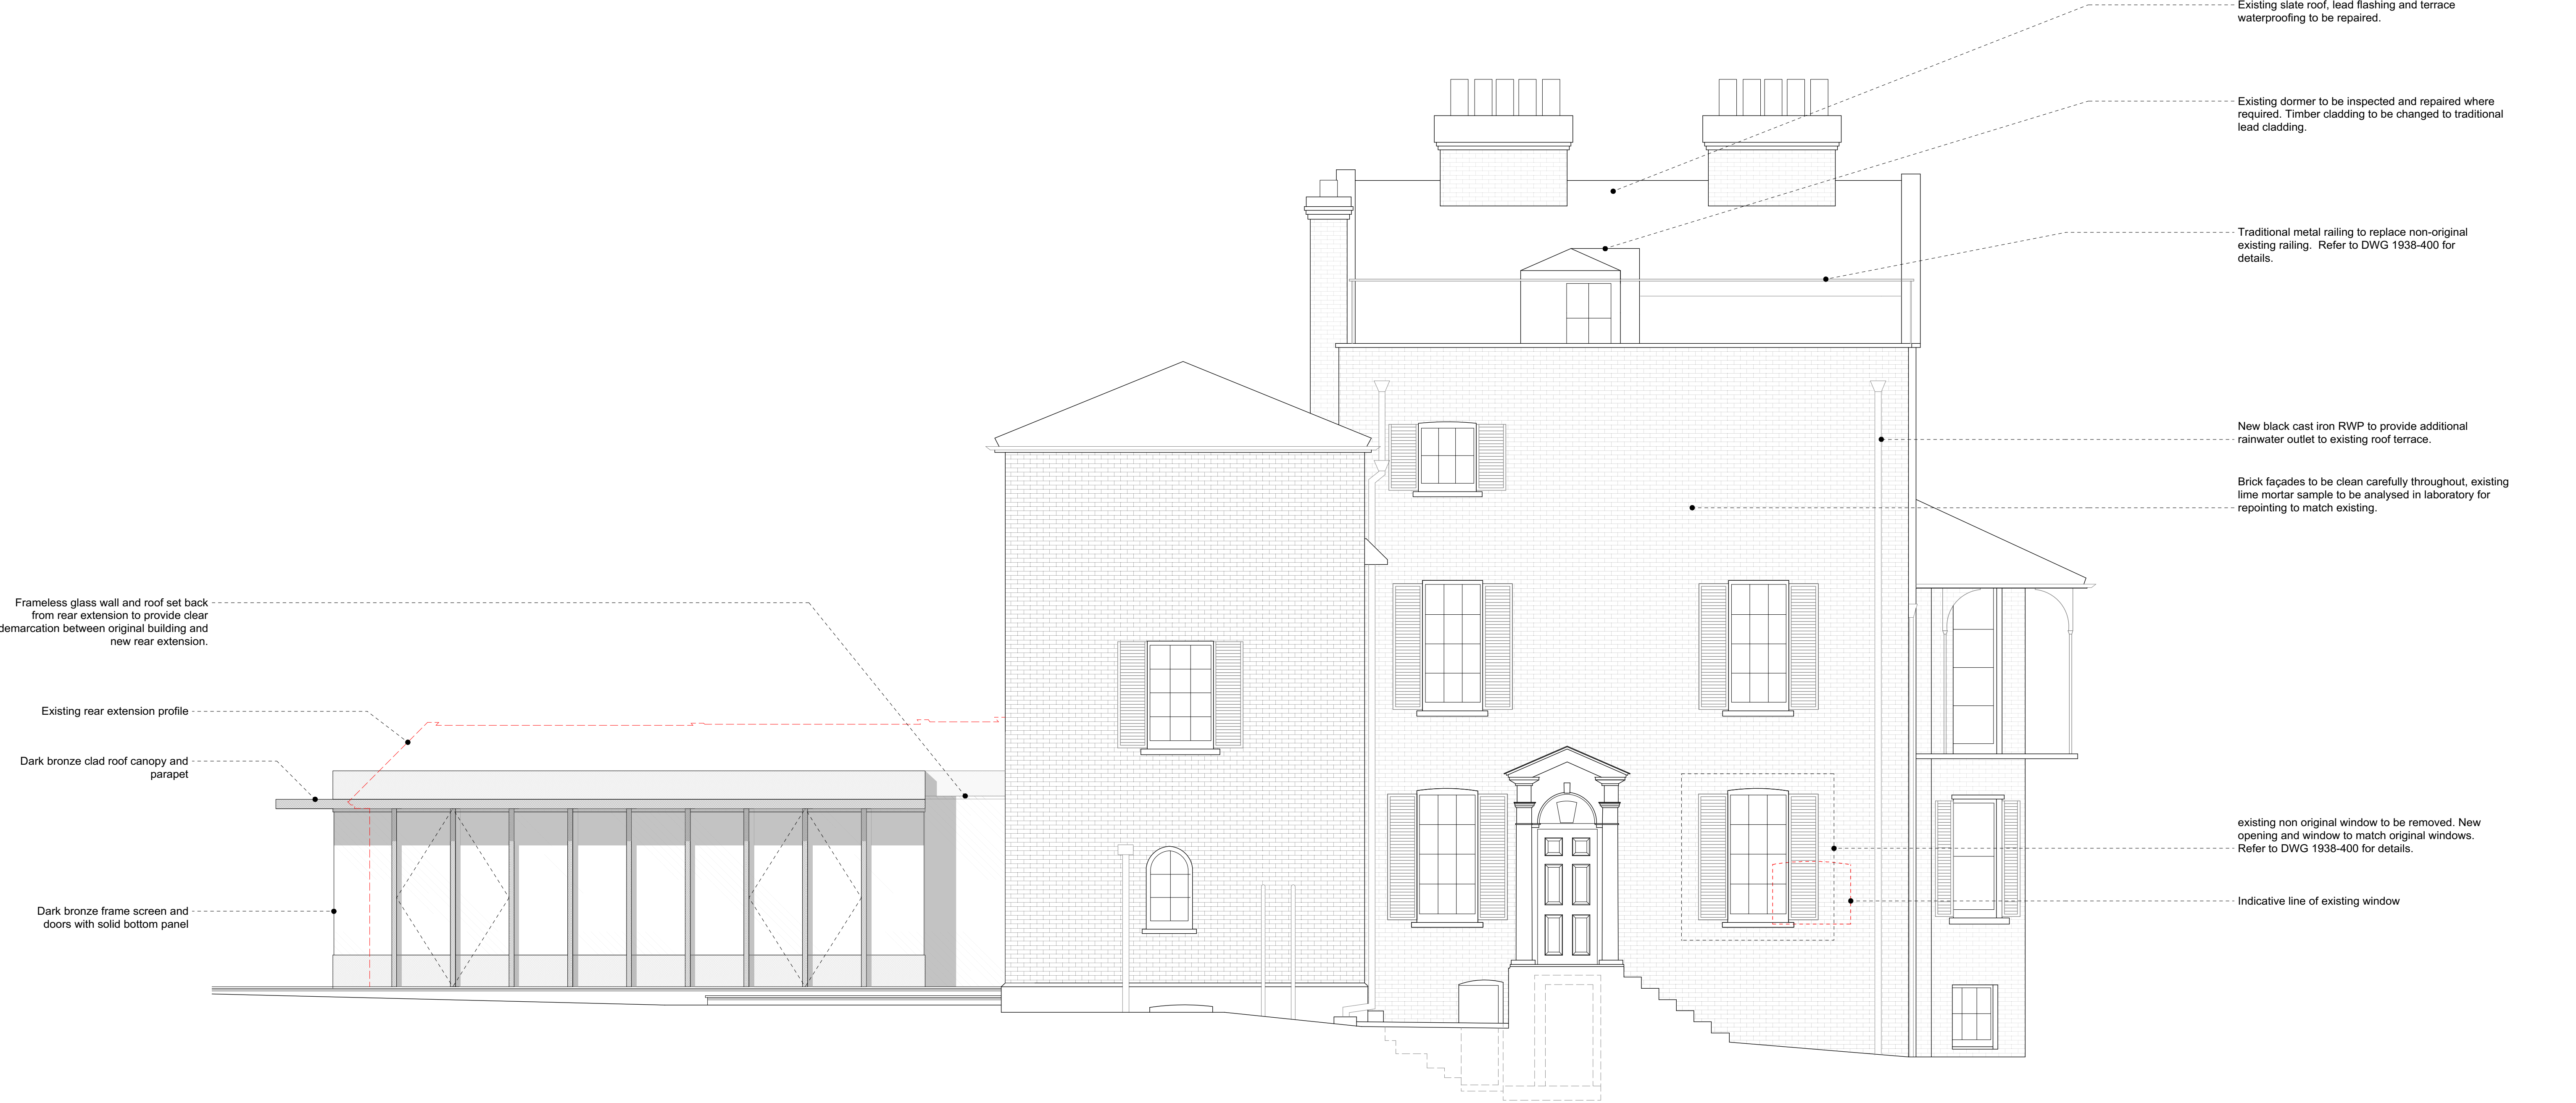 Existing slate roof, lead flashing and terrace
waterproofing to be repaired.
Existing dormer to be inspected and repaired where
required. Timber cladding to be changed to traditional
lead cladding.
Traditional metal railing to replace non-original
existing railing.  Refer to DWG 1938-400 for
details.
New black cast iron RWP to provide additional
rainwater outlet to existing roof terrace.
Brick façades to be clean carefully throughout, existing
lime mortar sample to be analysed in laboratory for
repointing to match existing.
Frameless glass wall and roof set back
from rear extension to provide clear
demarcation between original building and
new rear extension.
Existing rear extension profile
Dark bronze clad roof canopy and
parapet
Dark bronze frame screen and
doors with solid bottom panel
existing non original window to be removed. New
opening and window to match original windows.
Refer to DWG 1938-400 for details.
Indicative line of existing window